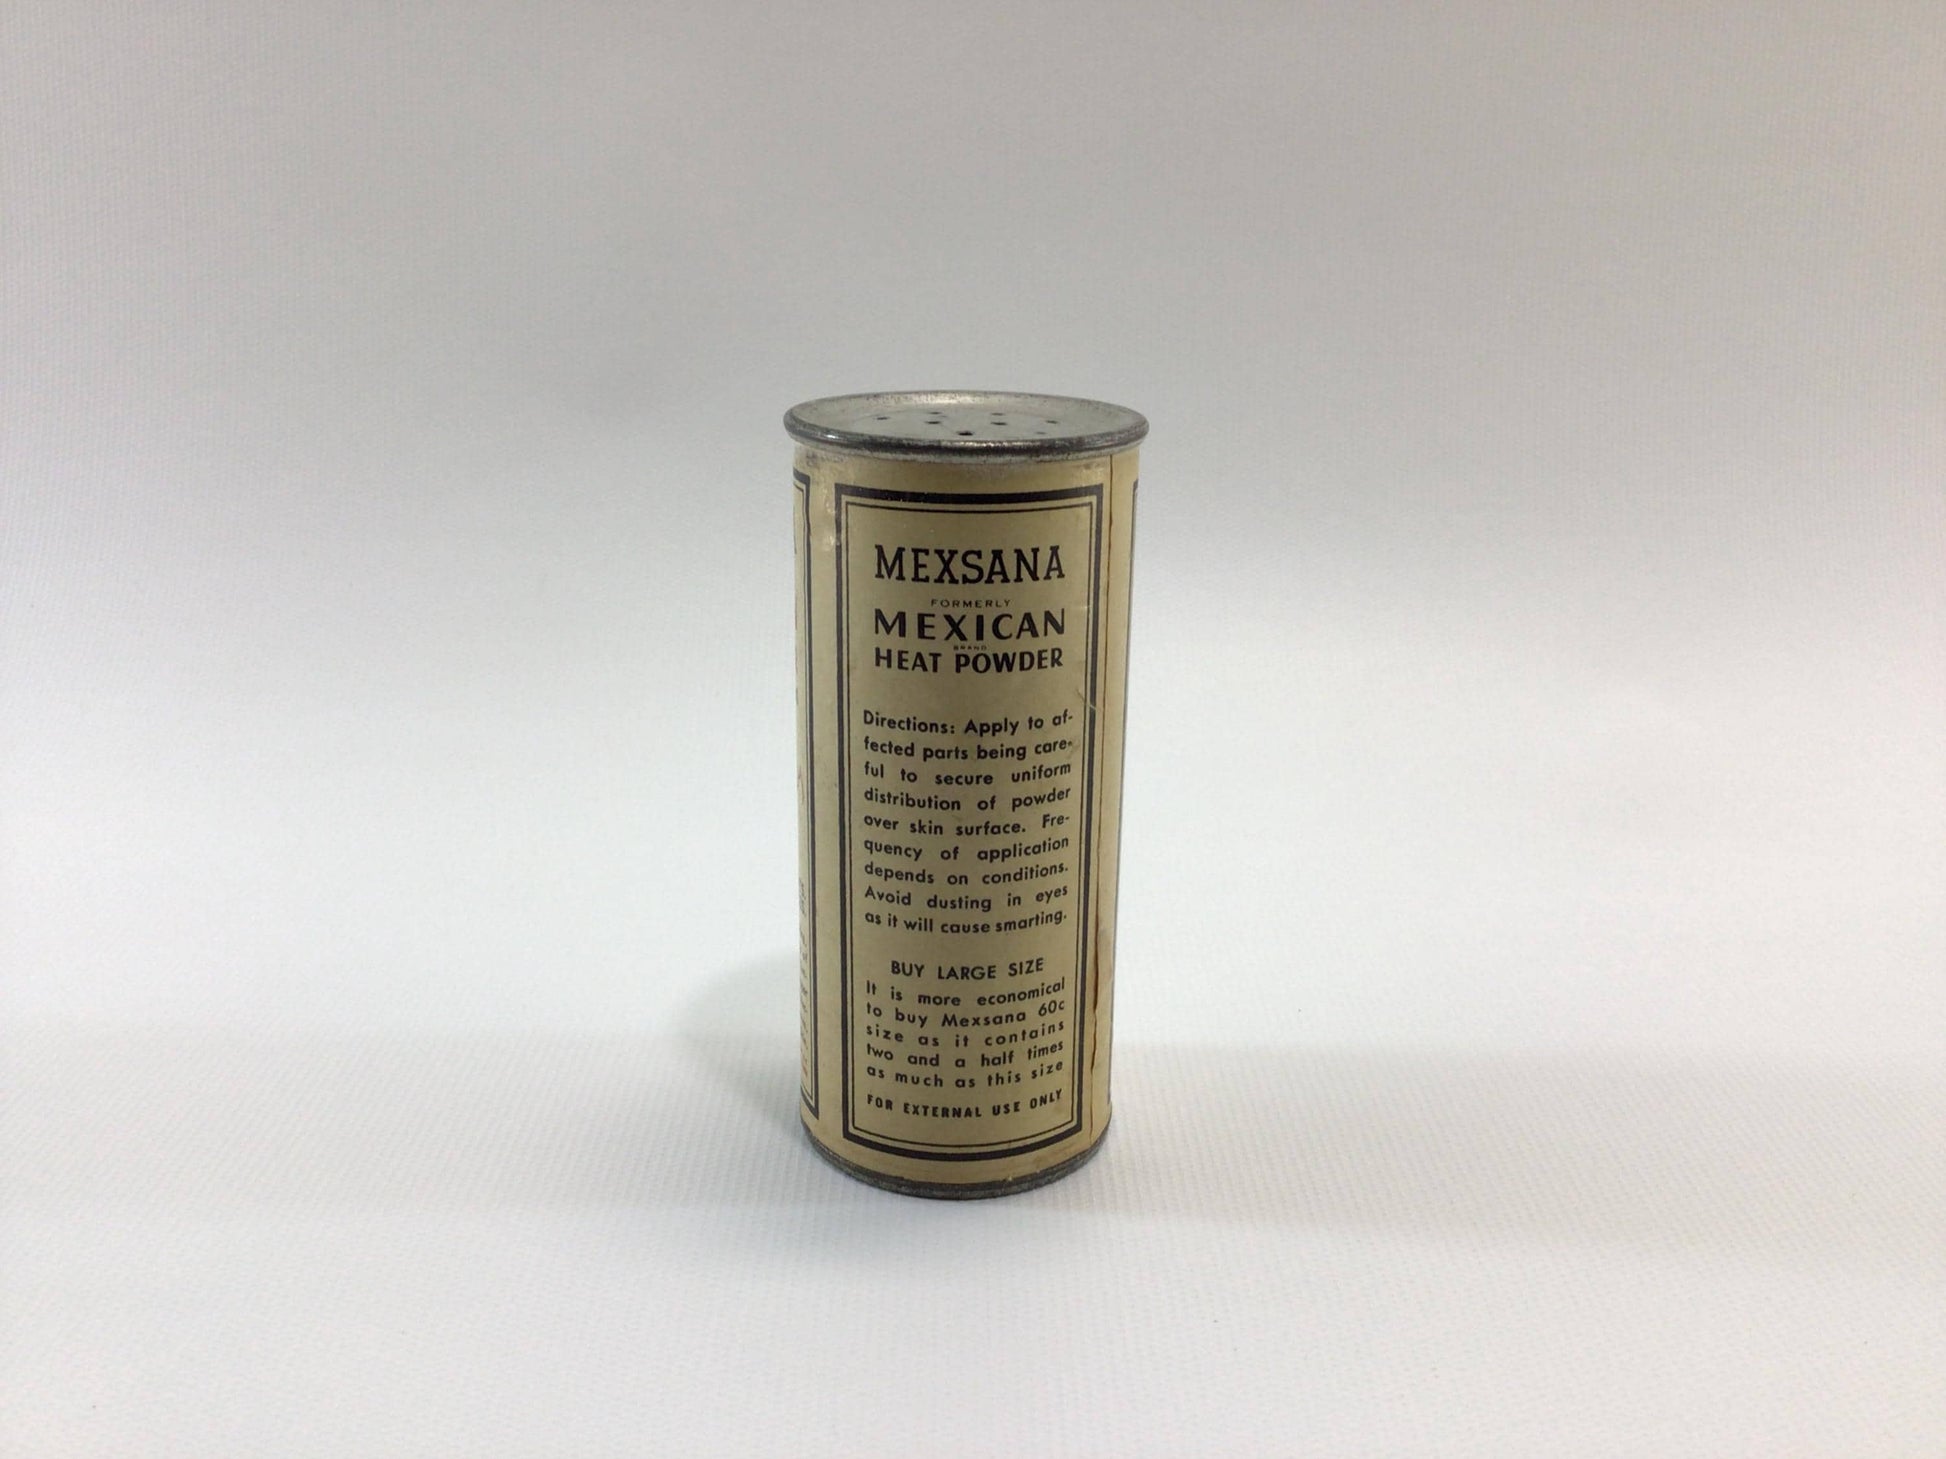 MEXSANA
FORMERLY
MEXICAN
BRAND
HEAT POWDER
Directions: Apply to af-
fected parts being care-
ful to secure uniform
distribution of powder
over skin surface. Fre-
quency of application
depends on conditions.
Avoid dusting in eyes
as it will cause smarting.
BUY LARGE SIZE
It is more economical
to buy Mexsana 60c
size as it contains
two and a half times
as much as this size
FOR EXTERNAL USE ONLY